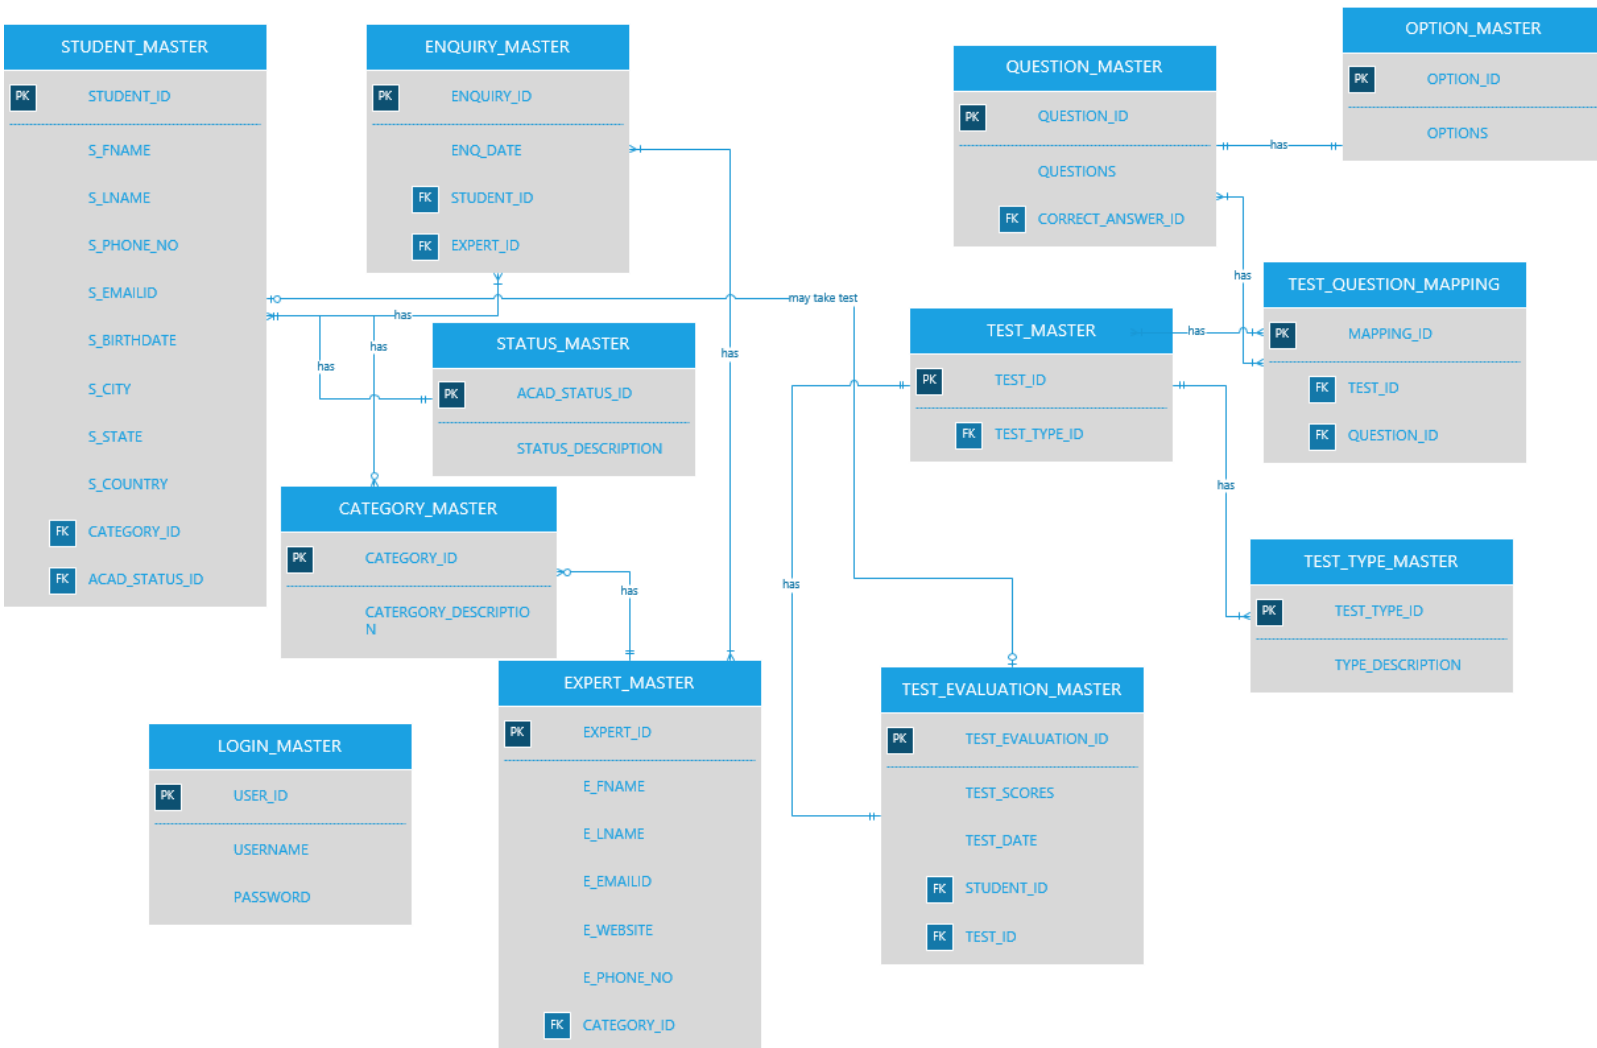 STUDENT_MASTER
PK STUDENT_ID
S_FNAME
S_LNAME
S_PHONE_NO
S_EMAILID
S_BIRTHDATE
S_CITY
S_STATE
S_COUNTRY
FK CATEGORY_ID
FK ACAD_STATUS_ID
ENQUIRY_MASTER
PK ENQUIRY_ID
ENQ_DATE
FK STUDENT_ID
FK EXPERT_ID
has
has
has
has
may take test
STATUS_MASTER
PK ACAD_STATUS_ID
STATUS_DESCRIPTION
CATEGORY_MASTER
PK CATEGORY_ID
CATERGORY_DESCRIPTIO
N
has
EXPERT_MASTER
PK EXPERT_ID
E_FNAME
E_LNAME
E_EMAILID
E_WEBSITE
E_PHONE_NO
FK CATEGORY_ID
LOGIN_MASTER
PK USER_ID
USERNAME
PASSWORD
QUESTION_MASTER
PK QUESTION_ID
QUESTIONS
FK CORRECT_ANSWER_ID
has
OPTION_MASTER
PK OPTION_ID
OPTIONS
has
TEST_QUESTION_MAPPING
PK MAPPING_ID
FK TEST_ID
FK QUESTION_ID
TEST_MASTER
PK TEST_ID
FK TEST_TYPE_ID
has
has
has
TEST_TYPE_MASTER
PK TEST_TYPE_ID
TYPE_DESCRIPTION
TEST_EVALUATION_MASTER
PK TEST_EVALUATION_ID
TEST_SCORES
TEST_DATE
FK STUDENT_ID
FK TEST_ID